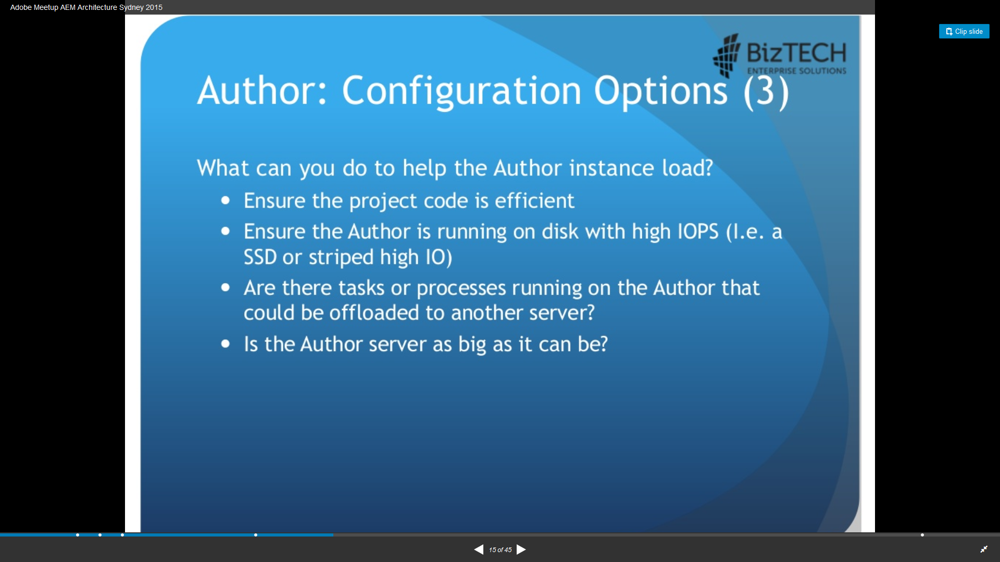 Adobe Meetup AEM Architecture Sydney 2015
Clip slide
BizTECH
ENTERPRISE SOLUTIONS
Author: Configuration Options (3)
What can you do to help the Author instance load?
• Ensure the project code is efficient
• Ensure the Author is running on disk with high IOPS (I.e. a
SSD or striped high IO)
• Are there tasks or processes running on the Author that
could be offloaded to another server?
• Is the Author server as big as it can be?
15 of 45